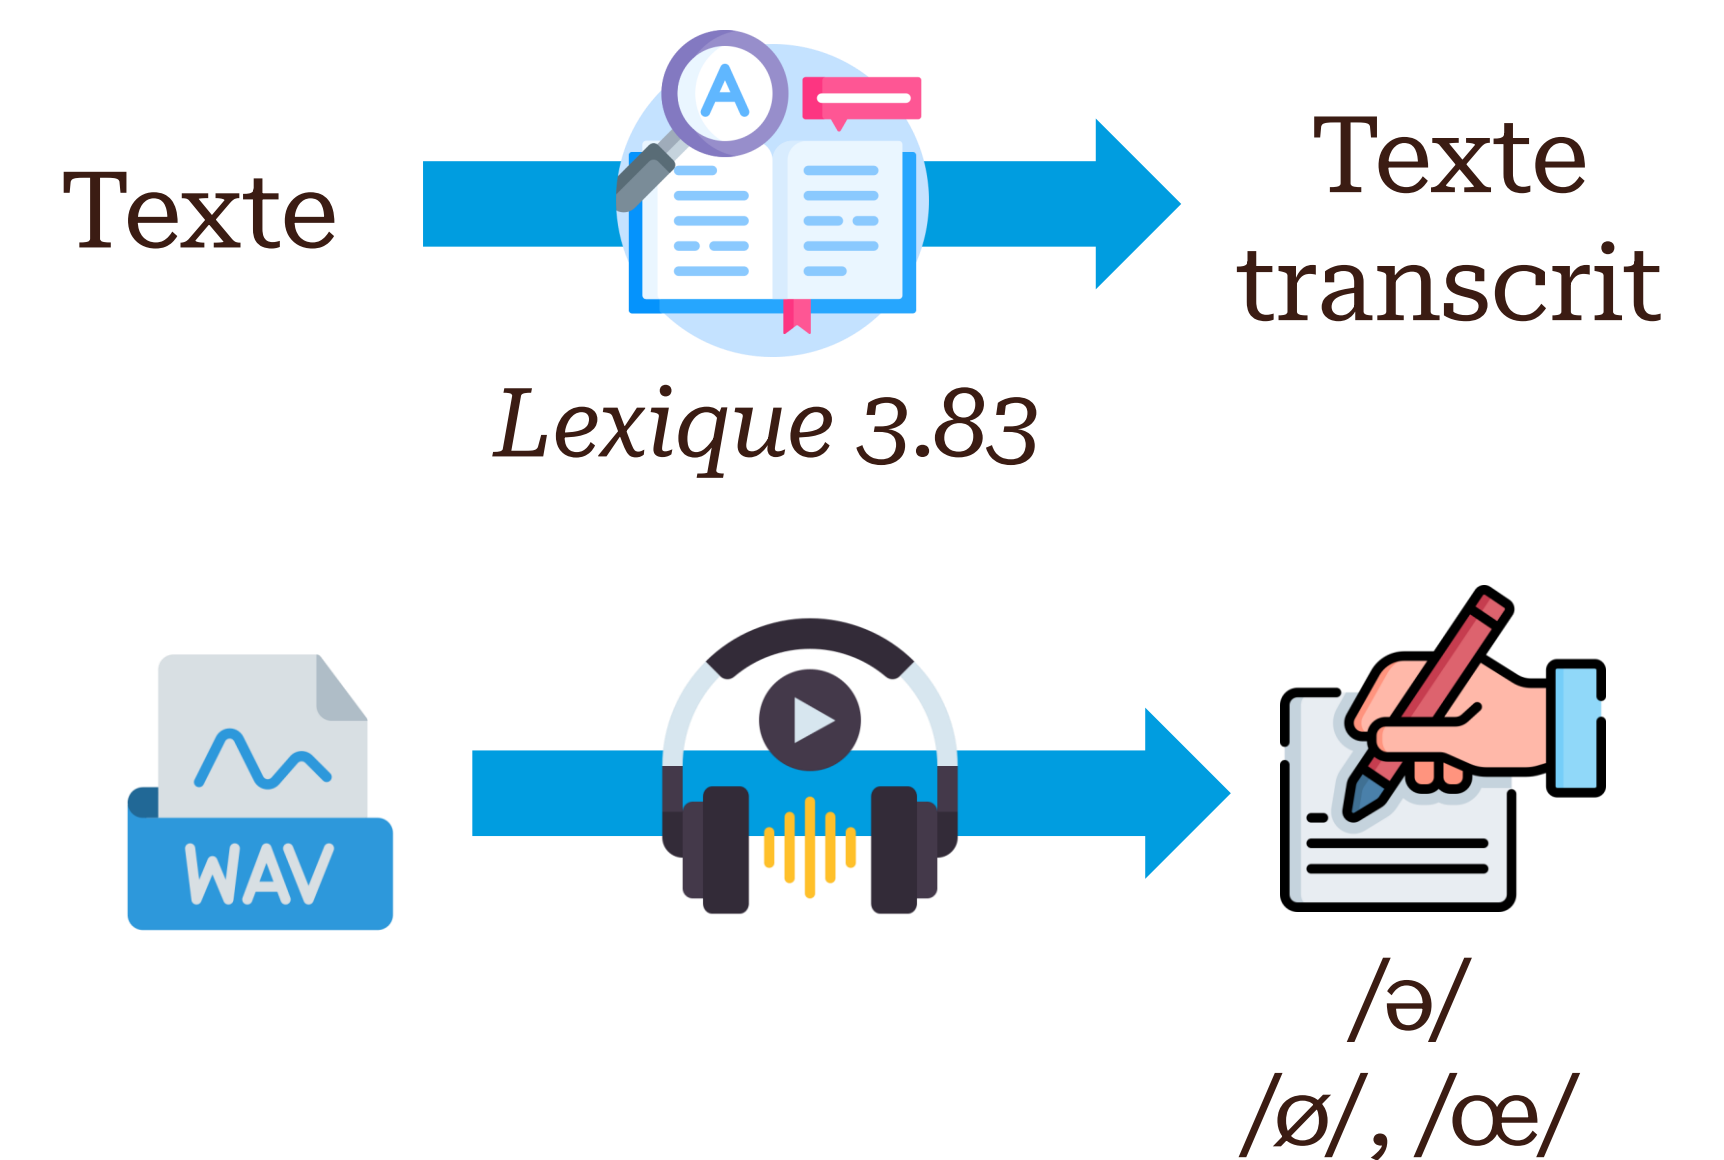 Texte
A
Texte
transcrit
Lexique 3.83
WAV
/ə/
/ø/, /œ/